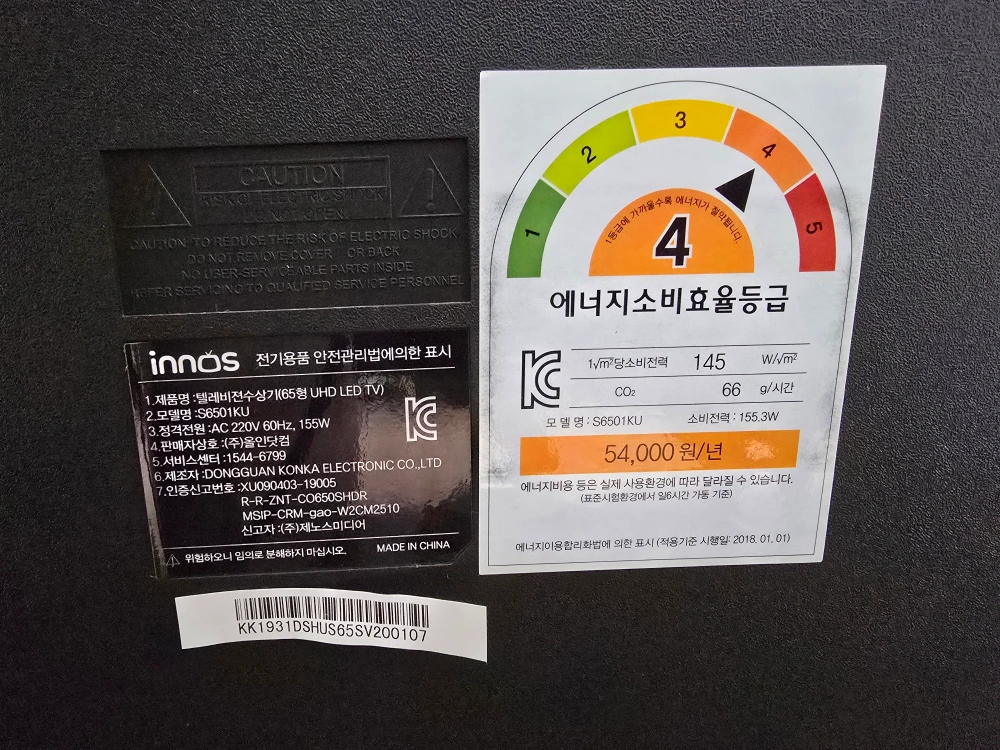 CAUTION
RISK OF ELECTRIC SHOCK
DO NOT OPEN
CAUTION: TO REDUCE THE RISK OF ELECTRIC SHOCK,
DO NOT REMOVE COVER OR BACK
NO USER-SERVICEABLE PARTS INSIDE
REFER SERVICING TO QUALIFIED SERVICE PERSONNEL
innos 전기용품 안전관리법에의한 표시
1.제품명 :텔레비전수상기(65형 UHD LED TV)
2.모델명 :S6501KU
3.정격전원 :AC 220V 60Hz, 155W
4.판매자상호 :(주)올인닷컴
5.서비스센터 :1544-6799
6.제조자 :DONGGUAN KONKA ELECTRONIC CO.,LTD
7.인증신고번호 :XU090403-19005
R-R-ZNT-CO650SHDR
MSIP-CRM-gao-W2CM2510
신고자 :(주)제노스미디어
위험하오니 임의로 분해하지 마십시오. MADE IN CHINA
KK1931DSHUS65SV200107
1
2
3
4
5
1등급에 가까울수록 에너지가 절약됩니다.
4
에너지소비효율등급
1√m²당소비전력 145 W/√m²
CO₂ 66 g/시간
모 델 명 : S6501KU 소비전력 : 155.3W
54,000 원/년
에너지비용 등은 실제 사용환경에 따라 달라질 수 있습니다.
(표준시험환경에서 일6시간 가동 기준)
에너지이용합리화법에 의한 표시 (적용기준 시행일: 2018. 01. 01)